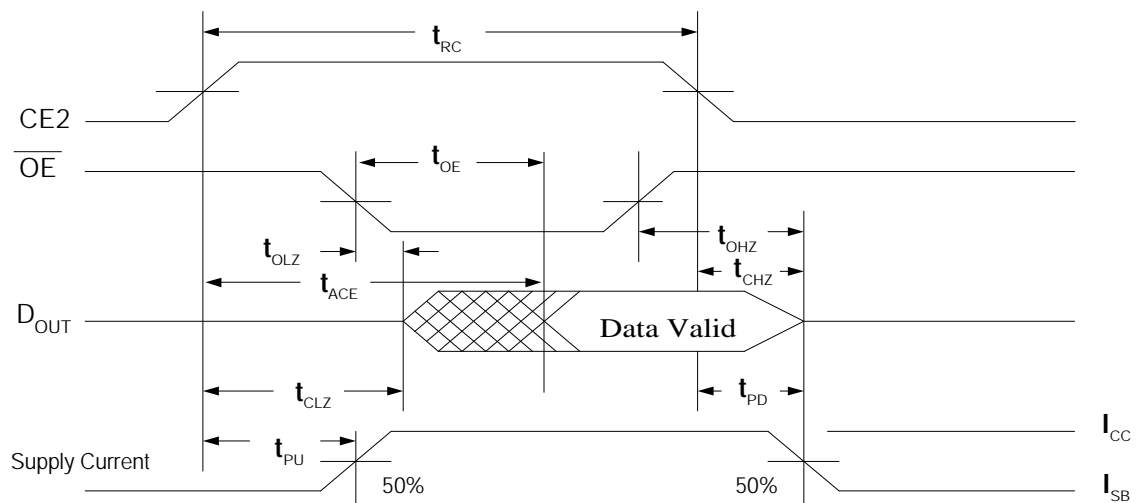 tRC
CE2
OE
tOE
tOLZ
tOHZ
tACE
tCHZ
DOUT
Data Valid
tCLZ
tPD
tPU
ICC
Supply Current
50%
50%
ISB